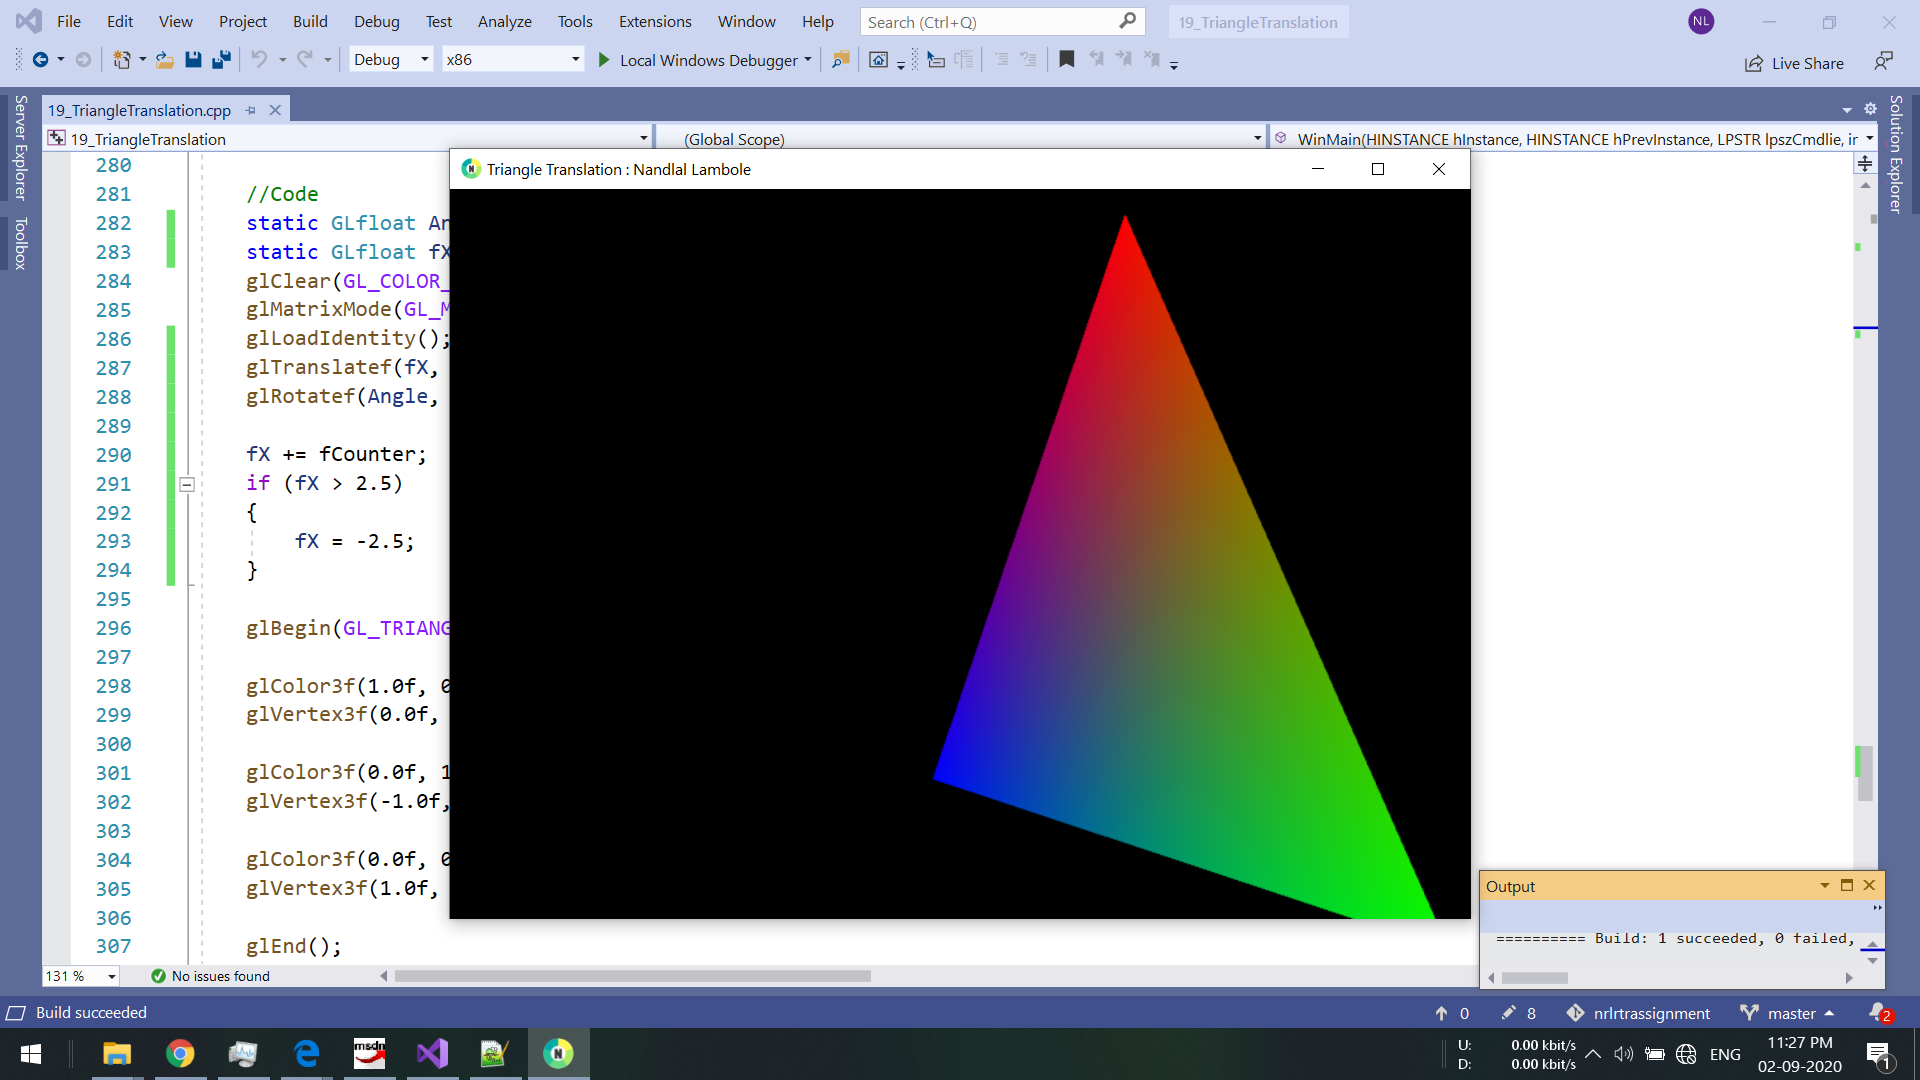 File Edit View Project Build Debug Test Analyze Tools Extensions Window Help Search (Ctrl+Q) 19_TriangleTranslation NL
Debug x86 Local Windows Debugger Live Share
Server Explorer
Toolbox
Solution Explorer
19_TriangleTranslation.cpp
19_TriangleTranslation (Global Scope) WinMain(HINSTANCE hInstance, HINSTANCE hPrevInstance, LPSTR lpszCmdlie, ir
Triangle Translation : Nandlal Lambole
280
281 //Code
282 static GLfloat An
283 static GLfloat fX
284 glClear(GL_COLOR_
285 glMatrixMode(GL_M
286 glLoadIdentity();
287 glTranslatef(fX,
288 glRotatef(Angle,
289
290 fX += fCounter;
291 if (fX > 2.5)
292 {
293 fX = -2.5;
294 }
295
296 glBegin(GL_TRIANG
297
298 glColor3f(1.0f, 0
299 glVertex3f(0.0f,
300
301 glColor3f(0.0f, 1
302 glVertex3f(-1.0f,
303
304 glColor3f(0.0f, 0
305 glVertex3f(1.0f,
306
307 glEnd();
Output
========== Build: 1 succeeded, 0 failed,
131 % No issues found
Build succeeded 0 8 nrlrtrassignment master 2
msdn N U: 0.00 kbit/s ENG 11:27 PM
D: 0.00 kbit/s 02-09-2020 1